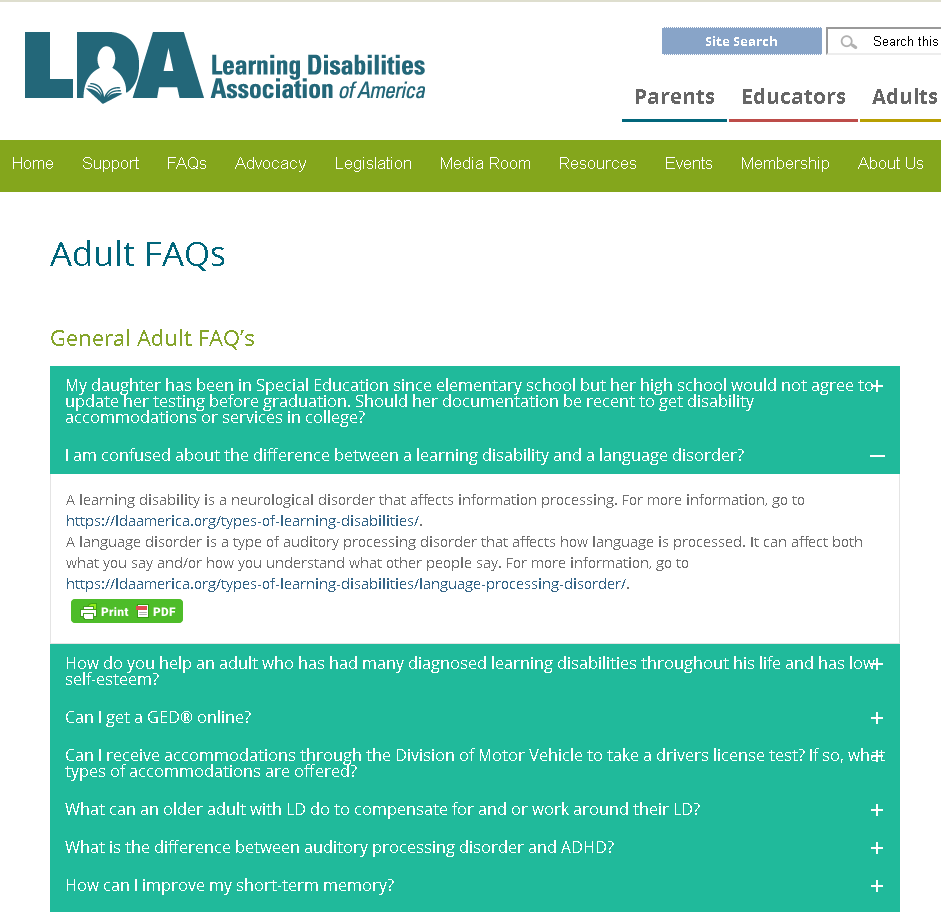 LDA Learning Disabilities
Association of America
Site Search
Search this
Parents Educators Adults
Home Support FAQs Advocacy Legislation Media Room Resources Events Membership About Us
Adult FAQs
General Adult FAQ’s
My daughter has been in Special Education since elementary school but her high school would not agree to
update her testing before graduation. Should her documentation be recent to get disability
accommodations or services in college?
I am confused about the difference between a learning disability and a language disorder?
A learning disability is a neurological disorder that affects information processing. For more information, go to
https://ldaamerica.org/types-of-learning-disabilities/.
A language disorder is a type of auditory processing disorder that affects how language is processed. It can affect both
what you say and/or how you understand what other people say. For more information, go to
https://ldaamerica.org/types-of-learning-disabilities/language-processing-disorder/.
Print PDF
How do you help an adult who has had many diagnosed learning disabilities throughout his life and has low
self-esteem?
Can I get a GED® online?
Can I receive accommodations through the Division of Motor Vehicle to take a drivers license test? If so, what
types of accommodations are offered?
What can an older adult with LD do to compensate for and or work around their LD?
What is the difference between auditory processing disorder and ADHD?
How can I improve my short-term memory?